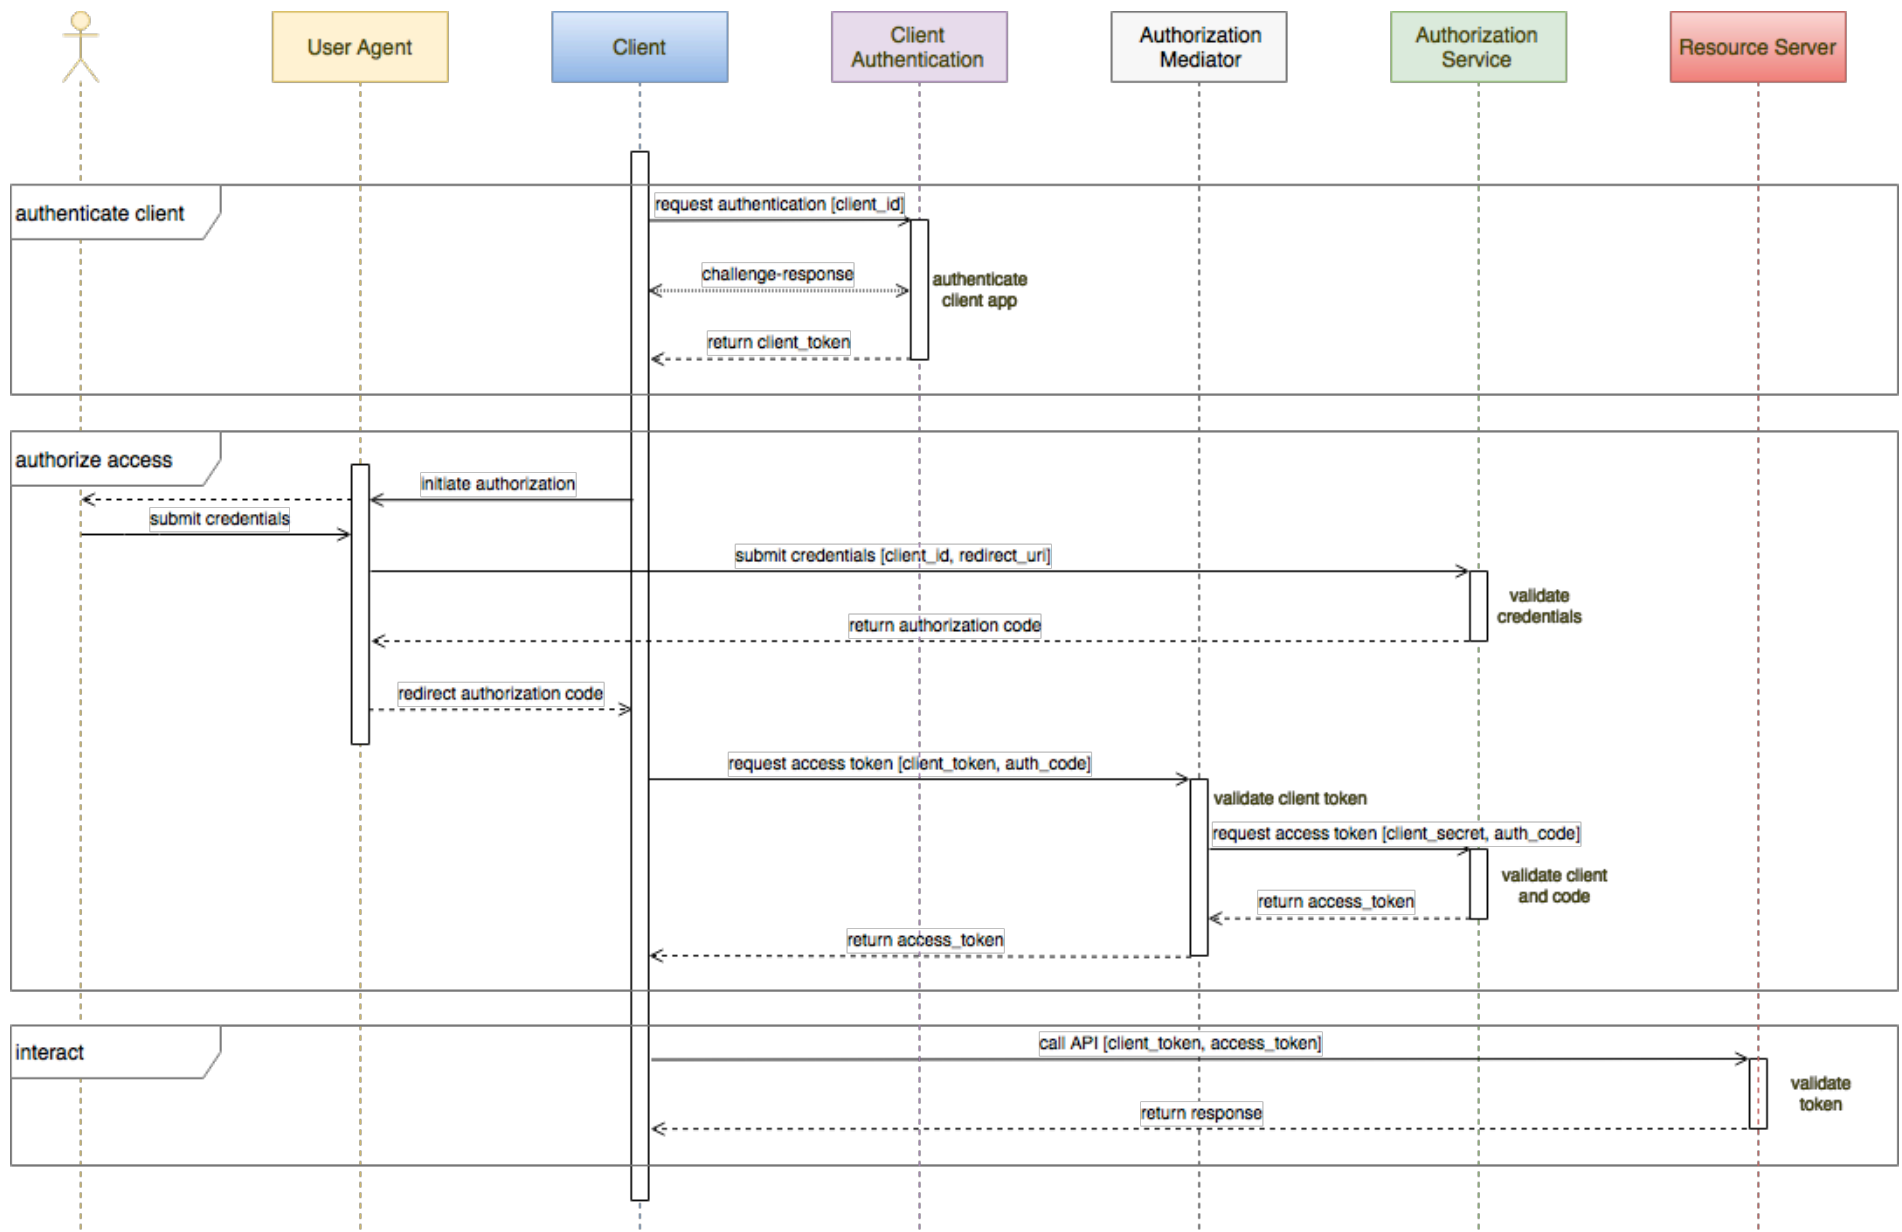 User Agent
Client
Client
Authentication
Authorization
Mediator
Authorization
Service
Resource Server
authenticate client
request authentication [client_id]
challenge-response
authenticate
client app
return client_token
authorize access
initiate authorization
submit credentials
submit credentials [client_id, redirect_uri]
validate
credentials
return authorization code
redirect authorization code
request access token [client_token, auth_code]
validate client token
request access token [client_secret, auth_code]
validate client
and code
return access_token
return access_token
interact
call API [client_token, access_token]
validate
token
return response